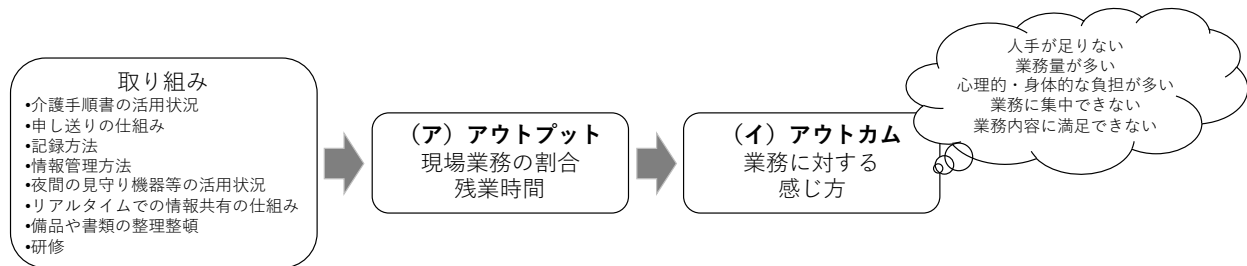 取り組み
•介護手順書の活用状況
•申し送りの仕組み
•記録方法
•情報管理方法
•夜間の見守り機器等の活用状況
•リアルタイムでの情報共有の仕組み
•備品や書類の整理整頓
•研修
（ア）アウトプット
現場業務の割合
残業時間
（イ）アウトカム
業務に対する
感じ方
人手が足りない
業務量が多い
心理的・身体的な負担が多い
業務に集中できない
業務内容に満足できない